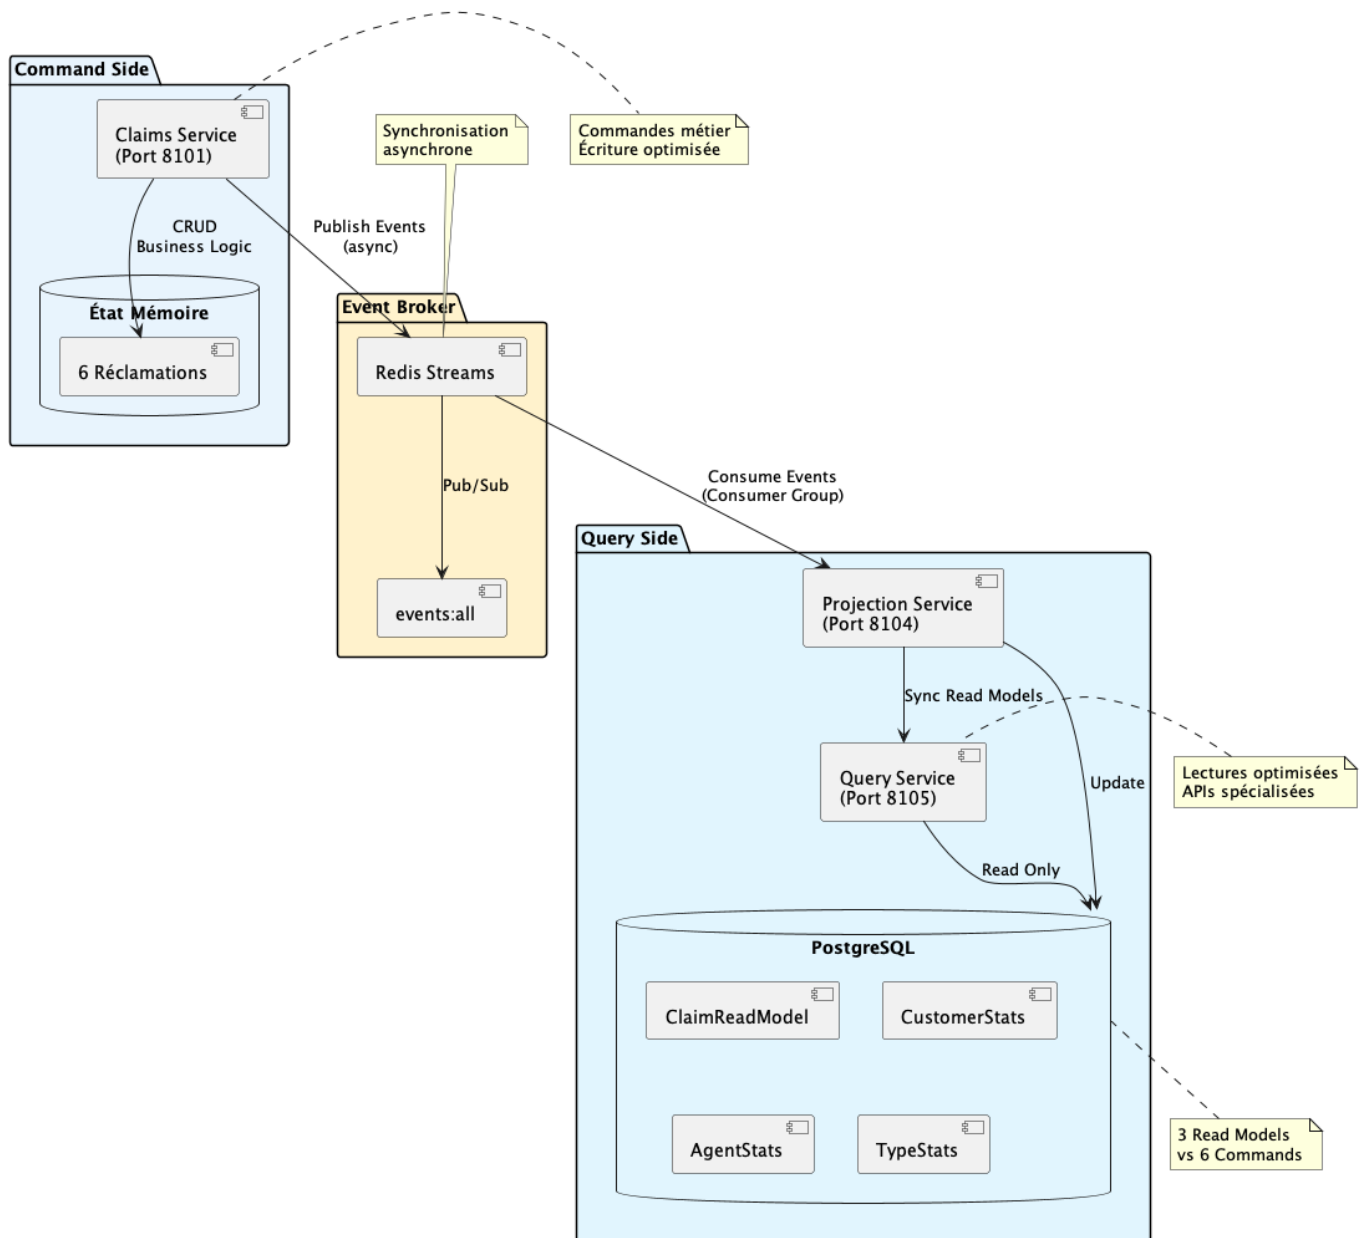 Command Side
Claims Service
(Port 8101)
Synchronisation
asynchrone
Commandes métier
Écriture optimisée
CRUD
Business Logic
Publish Events
(async)
État Mémoire
6 Réclamations
Event Broker
Redis Streams
Pub/Sub
Consume Events
(Consumer Group)
events:all
Query Side
Projection Service
(Port 8104)
Sync Read Models
Query Service
(Port 8105)
Update
Lectures optimisées
APIs spécialisées
Read Only
PostgreSQL
ClaimReadModel
CustomerStats
AgentStats
TypeStats
3 Read Models
vs 6 Commands